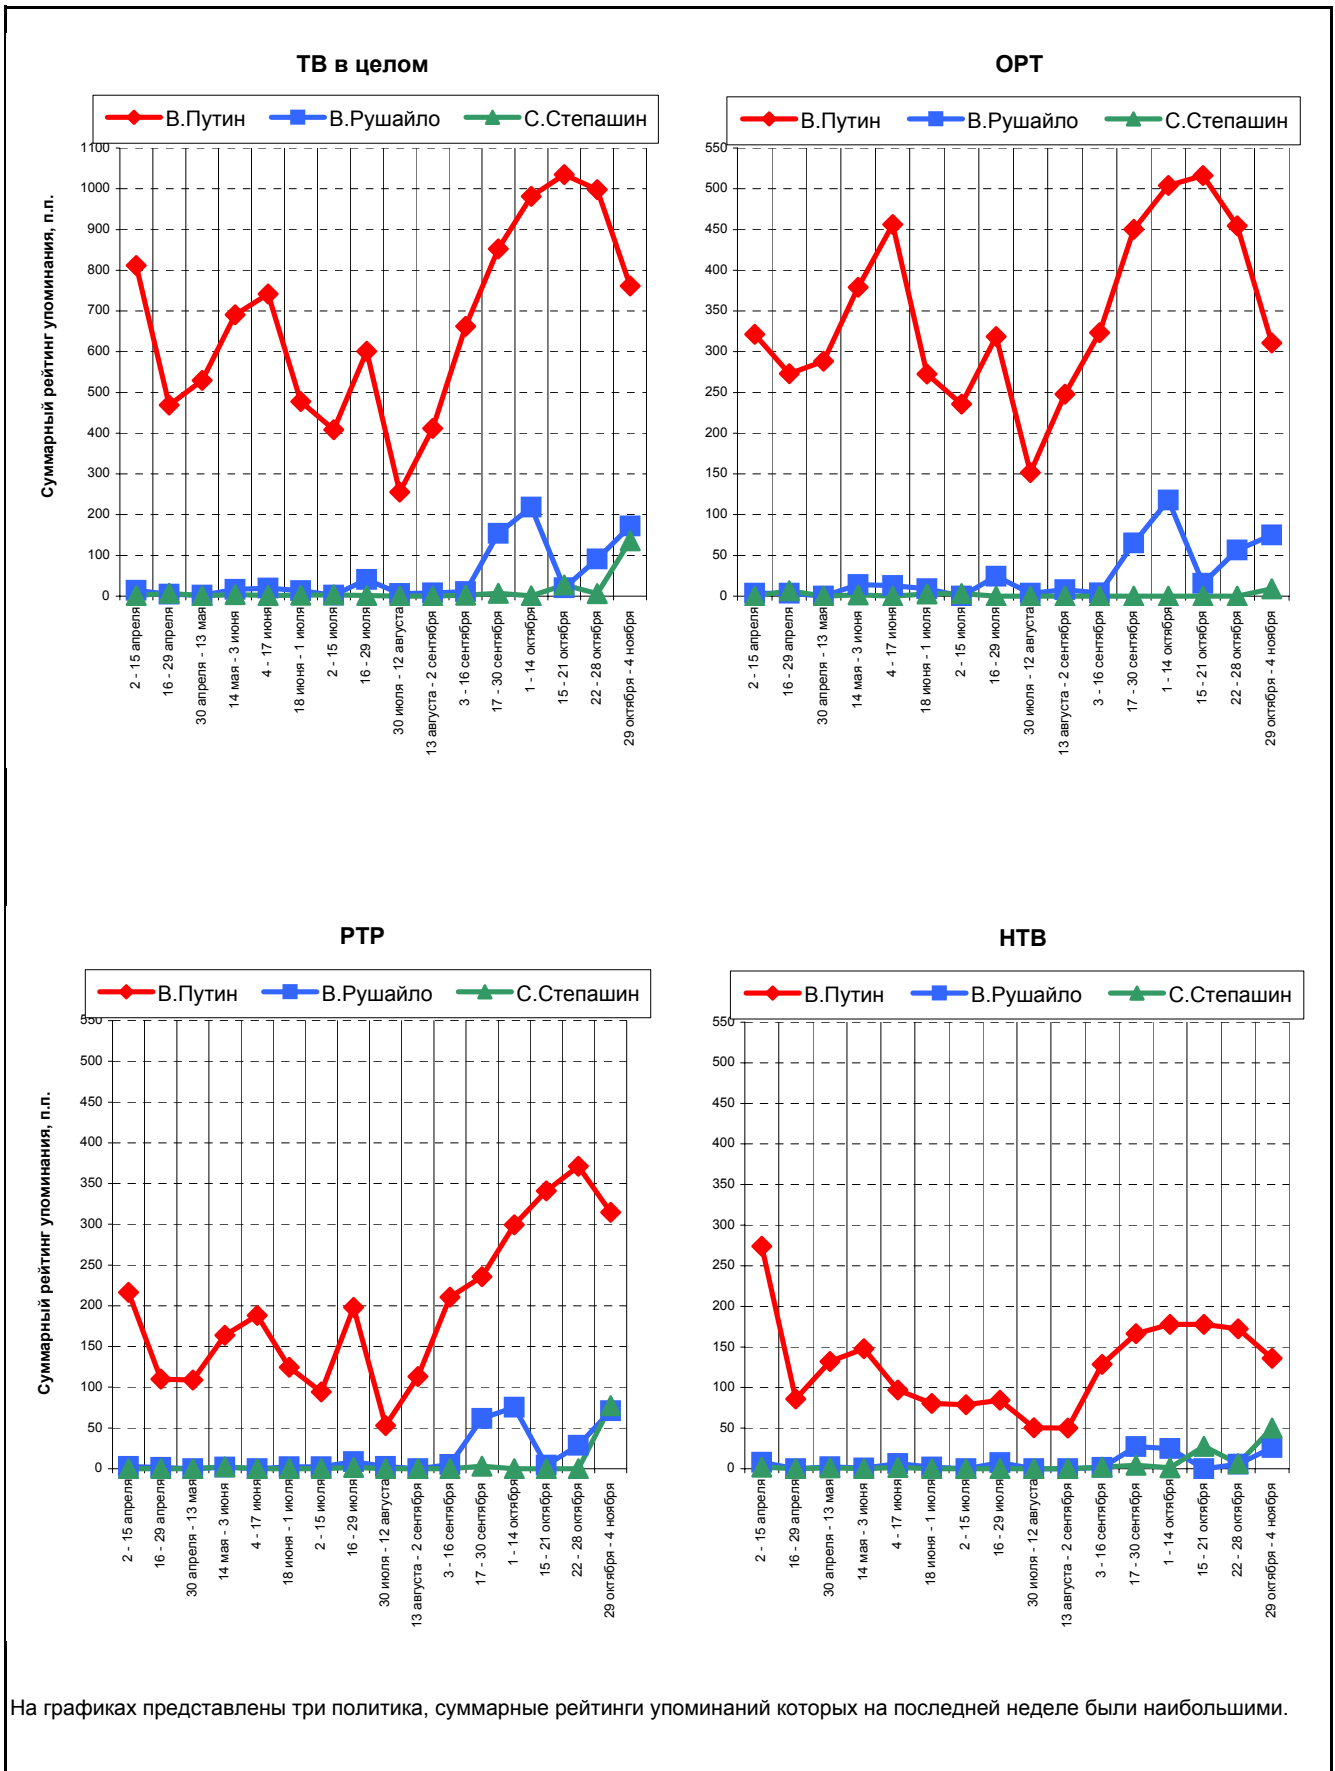 ТВ в целом
В.Путин В.Рушайло С.Степашин
Суммарный рейтинг упоминания, п.п.
1100
1000
900
800
700
600
500
400
300
200
100
0
2 - 15 апреля
16 - 29 апреля
30 апреля - 13 мая
14 мая - 3 июня
4 - 17 июня
18 июня - 1 июля
2 - 15 июля
16 - 29 июля
30 июля - 12 августа
13 августа - 2 сентября
3 - 16 сентября
17 - 30 сентября
1 - 14 октября
15 - 21 октября
22 - 28 октября
29 октября - 4 ноября
ОРТ
В.Путин В.Рушайло С.Степашин
550
500
450
400
350
300
250
200
150
100
50
0
2 - 15 апреля
16 - 29 апреля
30 апреля - 13 мая
14 мая - 3 июня
4 - 17 июня
18 июня - 1 июля
2 - 15 июля
16 - 29 июля
30 июля - 12 августа
13 августа - 2 сентября
3 - 16 сентября
17 - 30 сентября
1 - 14 октября
15 - 21 октября
22 - 28 октября
29 октября - 4 ноября
РТР
В.Путин В.Рушайло С.Степашин
Суммарный рейтинг упоминания, п.п.
550
500
450
400
350
300
250
200
150
100
50
0
2 - 15 апреля
16 - 29 апреля
30 апреля - 13 мая
14 мая - 3 июня
4 - 17 июня
18 июня - 1 июля
2 - 15 июля
16 - 29 июля
30 июля - 12 августа
13 августа - 2 сентября
3 - 16 сентября
17 - 30 сентября
1 - 14 октября
15 - 21 октября
22 - 28 октября
29 октября - 4 ноября
НТВ
В.Путин В.Рушайло С.Степашин
550
500
450
400
350
300
250
200
150
100
50
0
2 - 15 апреля
16 - 29 апреля
30 апреля - 13 мая
14 мая - 3 июня
4 - 17 июня
18 июня - 1 июля
2 - 15 июля
16 - 29 июля
30 июля - 12 августа
13 августа - 2 сентября
3 - 16 сентября
17 - 30 сентября
1 - 14 октября
15 - 21 октября
22 - 28 октября
29 октября - 4 ноября
На графиках представлены три политика, суммарные рейтинги упоминаний которых на последней неделе были наибольшими.